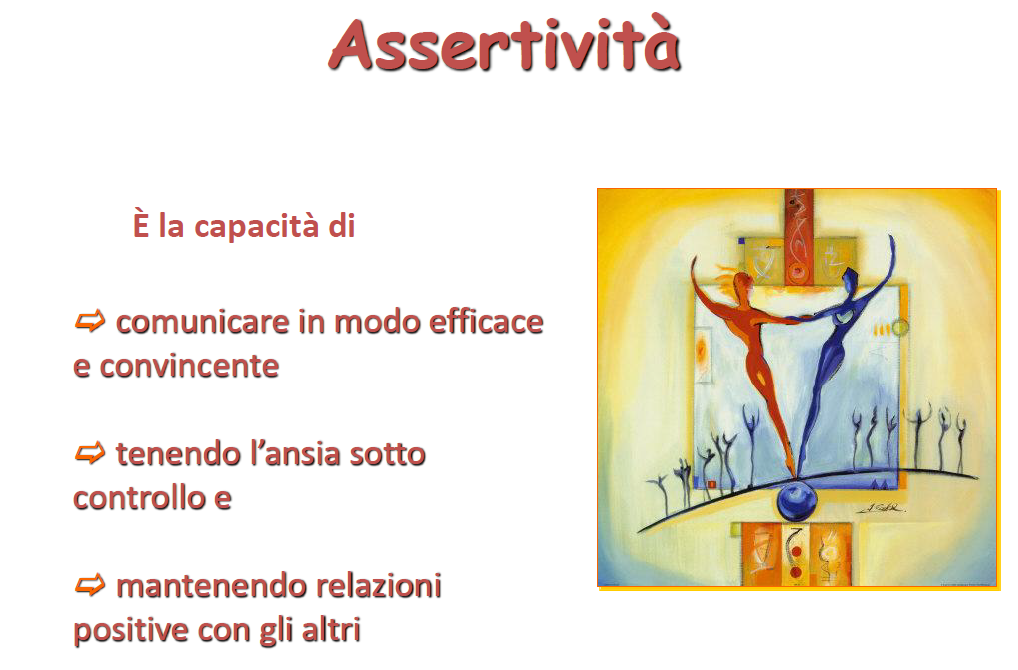 Assertività
È la capacità di
➯ comunicare in modo efficace
e convincente
➯ tenendo l’ansia sotto
controllo e
➯ mantenendo relazioni
positive con gli altri